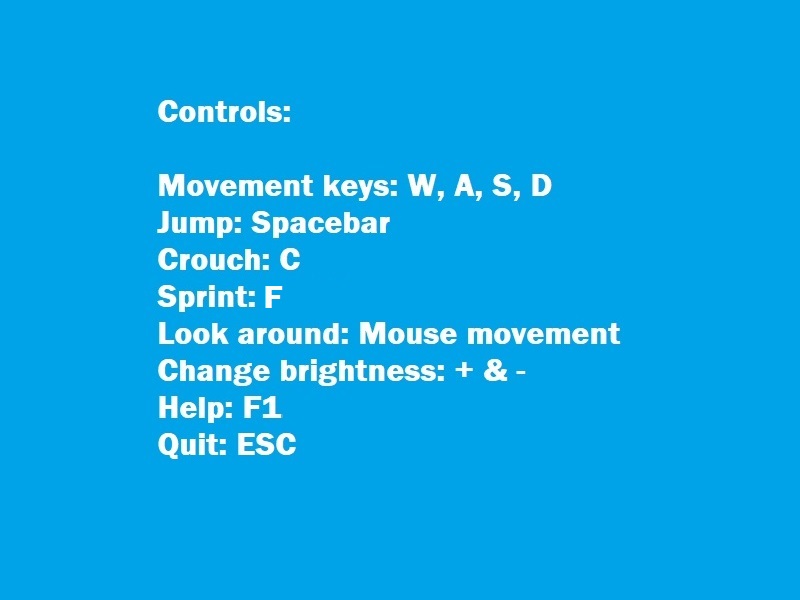 Controls:
Movement keys: W, A, S, D
Jump: Spacebar
Crouch: C
Sprint: F
Look around: Mouse movement
Change brightness: + & -
Help: F1
Quit: ESC